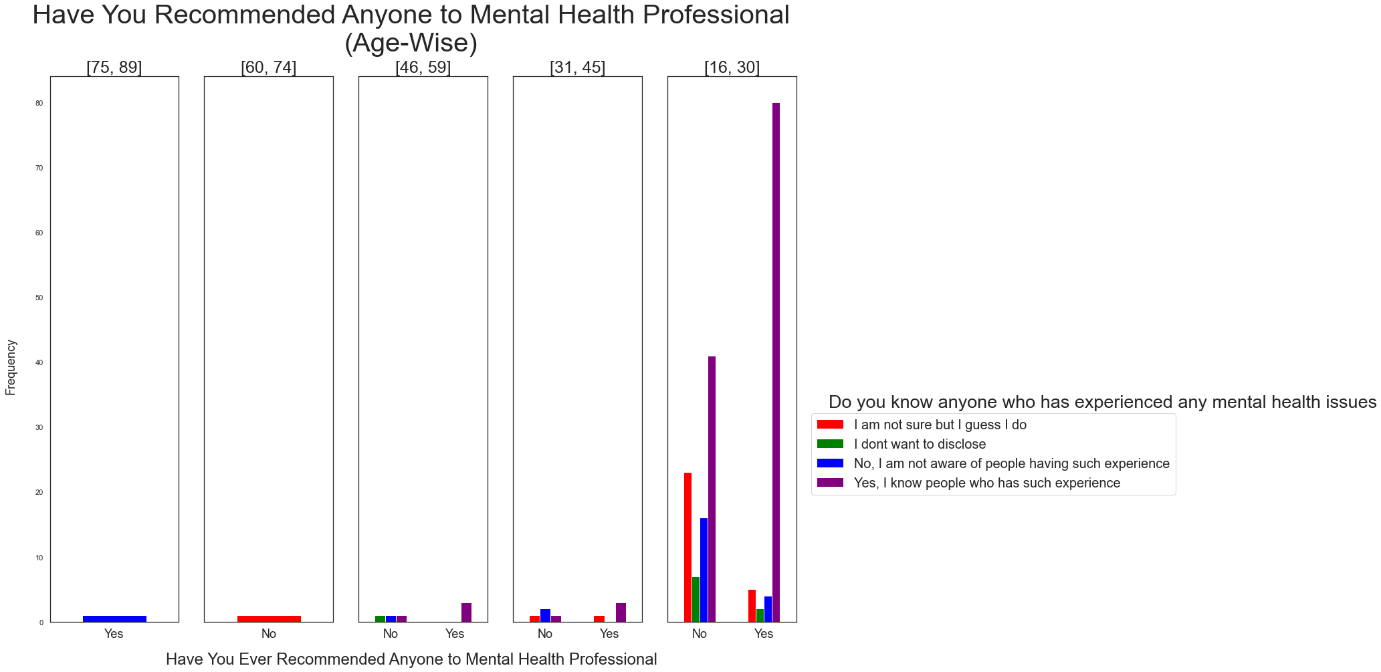 Have You Recommended Anyone to Mental Health Professional
(Age-Wise)
[75, 89] [60, 74] [46, 59] [31, 45] [16, 30]
80
70
60
50
40
30
20
10
0
Frequency
Yes No No Yes No Yes No Yes
Have You Ever Recommended Anyone to Mental Health Professional
Do you know anyone who has experienced any mental health issues
I am not sure but I guess I do
I dont want to disclose
No, I am not aware of people having such experience
Yes, I know people who has such experience